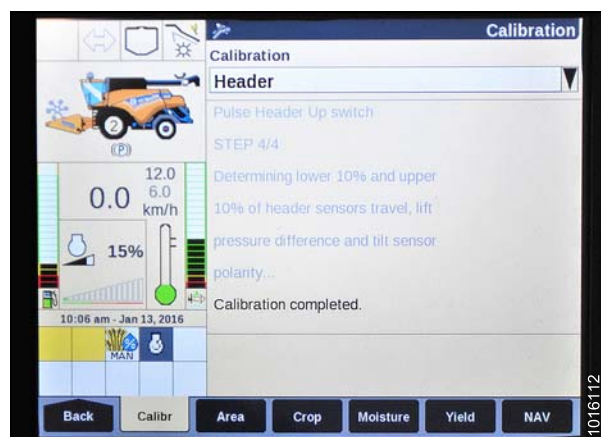 Calibration
Calibration
Header
Pulse Header Up switch
STEP 4/4
Determining lower 10% and upper
10% of header sensors travel, lift
pressure difference and tilt sensor
polarity...
Calibration completed.
2
(P)
12.0
0.0 6.0
km/h
15%
10:06 am - Jan 13, 2016
MAN
Back Calibr Area Crop Moisture Yield NAV
1016112